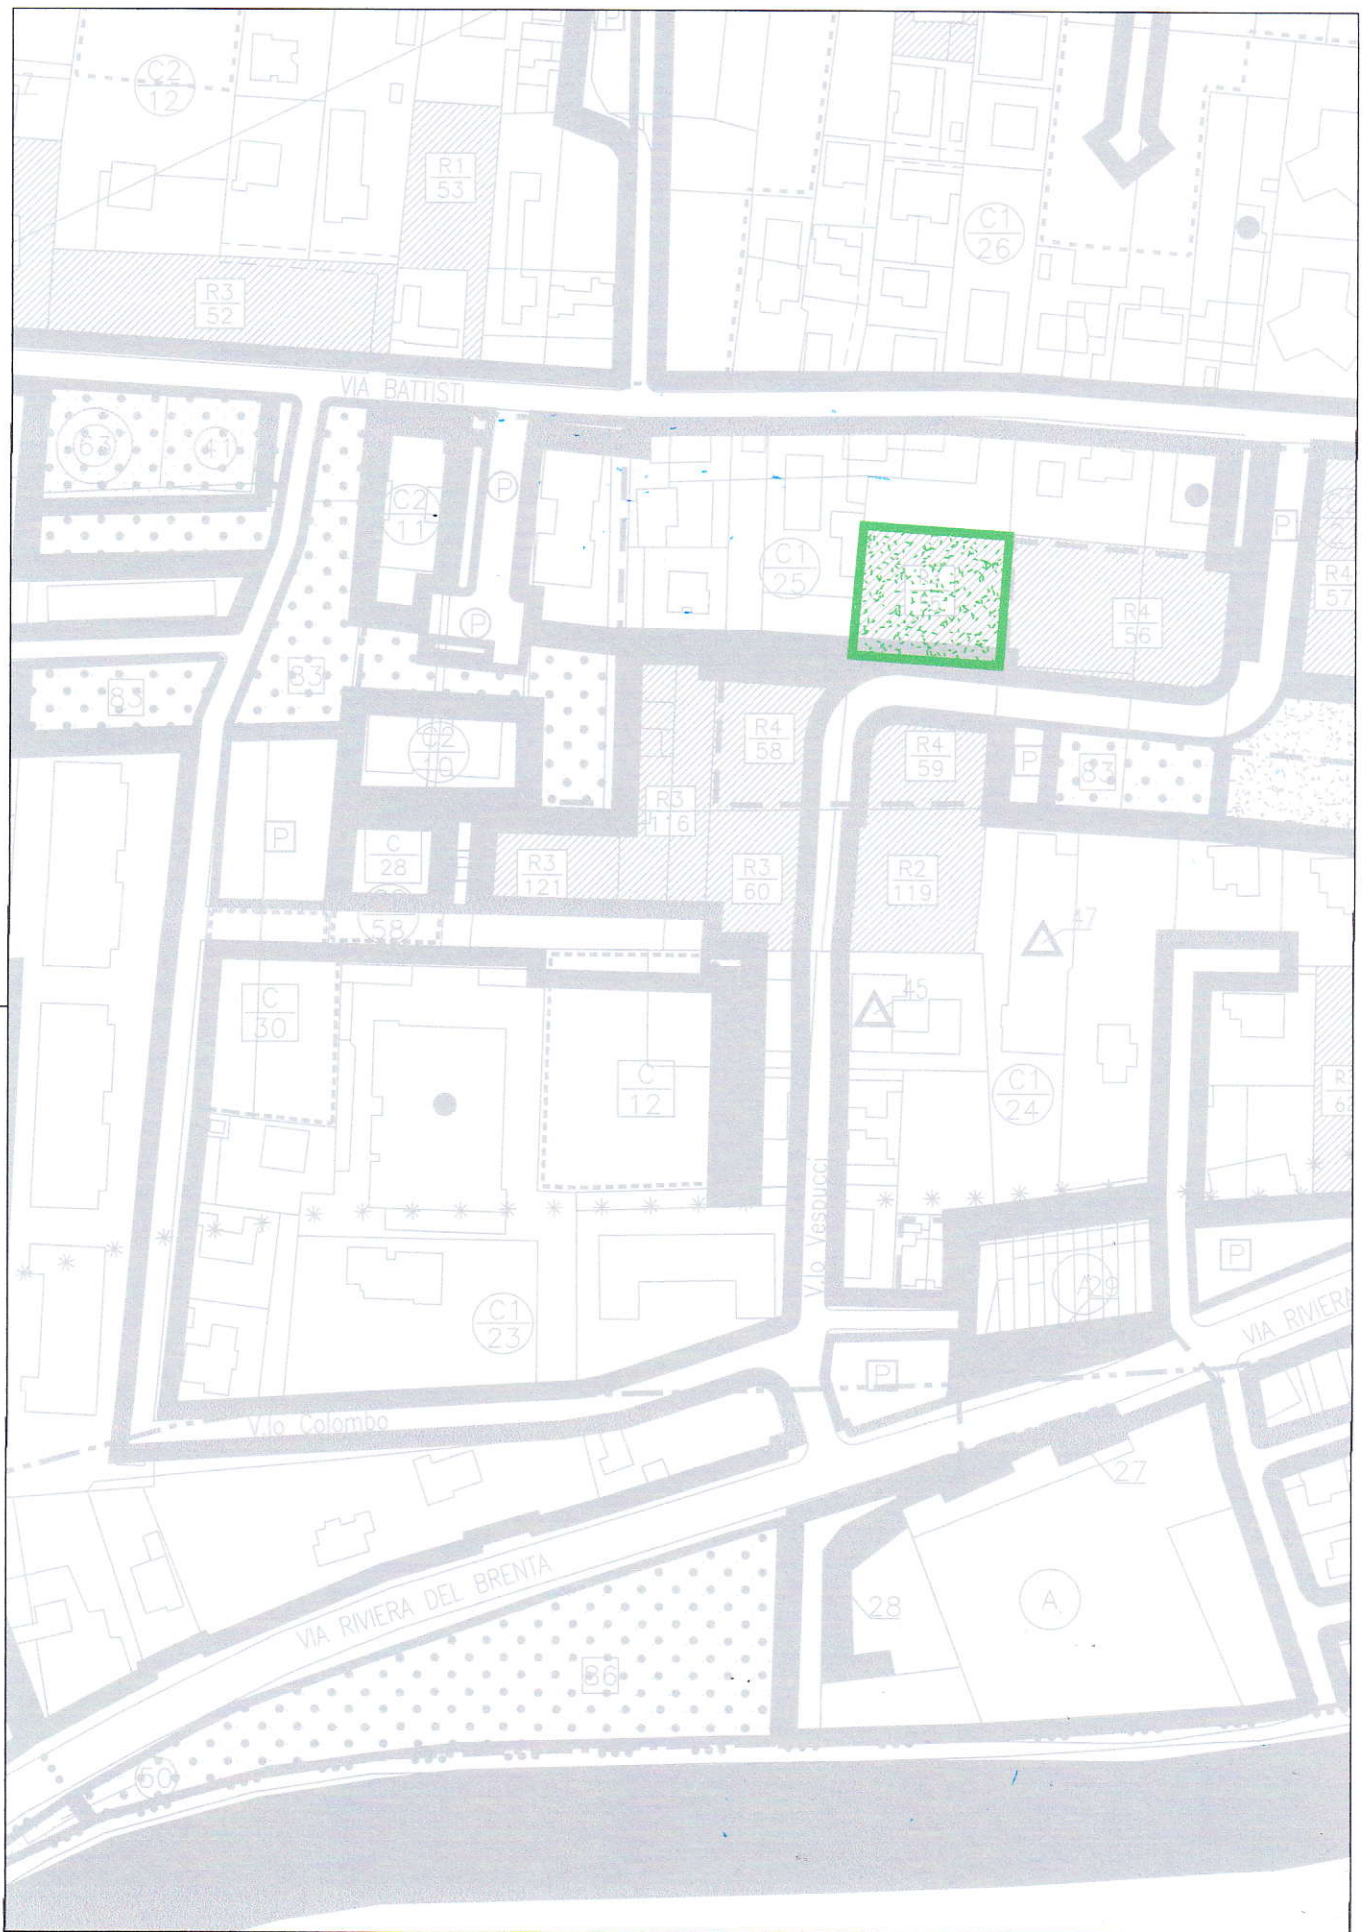 P
C2
12
R1
53
C1
26
R3
52
VIA BATTISTI
63
41
C2
11
P
C1
25
P
R4
57
P
R4
56
83
83
C2
10
R4
58
R4
59
P
83
R3
116
P
C
28
R3
121
R3
60
R2
119
58
47
C
30
45
C
12
C1
24
V.lo Vespucci
P
A
29
C1
23
VIA RIVIERA
P
V.lo Colombo
27
VIA RIVIERA DEL BRENTA
28
A
86
60